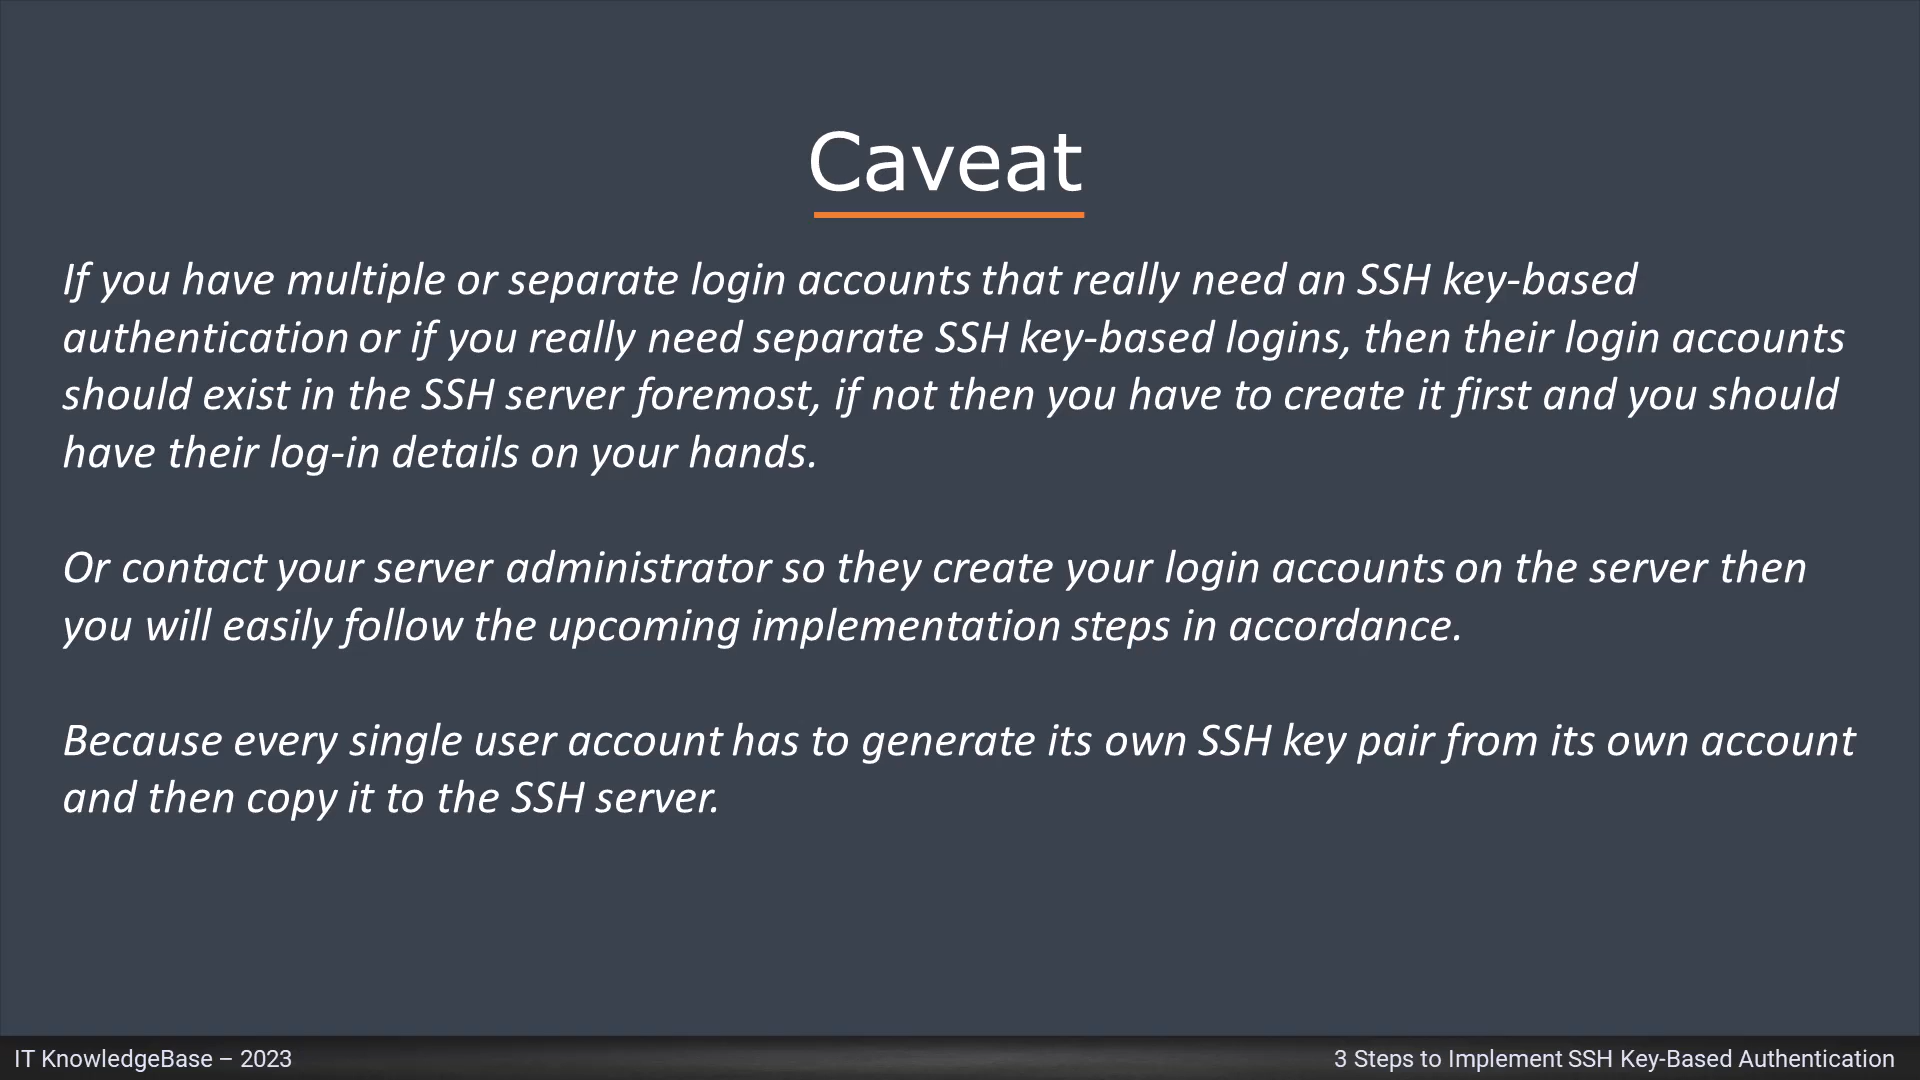 Caveat
If you have multiple or separate login accounts that really need an SSH key-based
authentication or if you really need separate SSH key-based logins, then their login accounts
should exist in the SSH server foremost, if not then you have to create it first and you should
have their log-in details on your hands.
Or contact your server administrator so they create your login accounts on the server then
you will easily follow the upcoming implementation steps in accordance.
Because every single user account has to generate its own SSH key pair from its own account
and then copy it to the SSH server.
IT KnowledgeBase – 2023
3 Steps to Implement SSH Key-Based Authentication